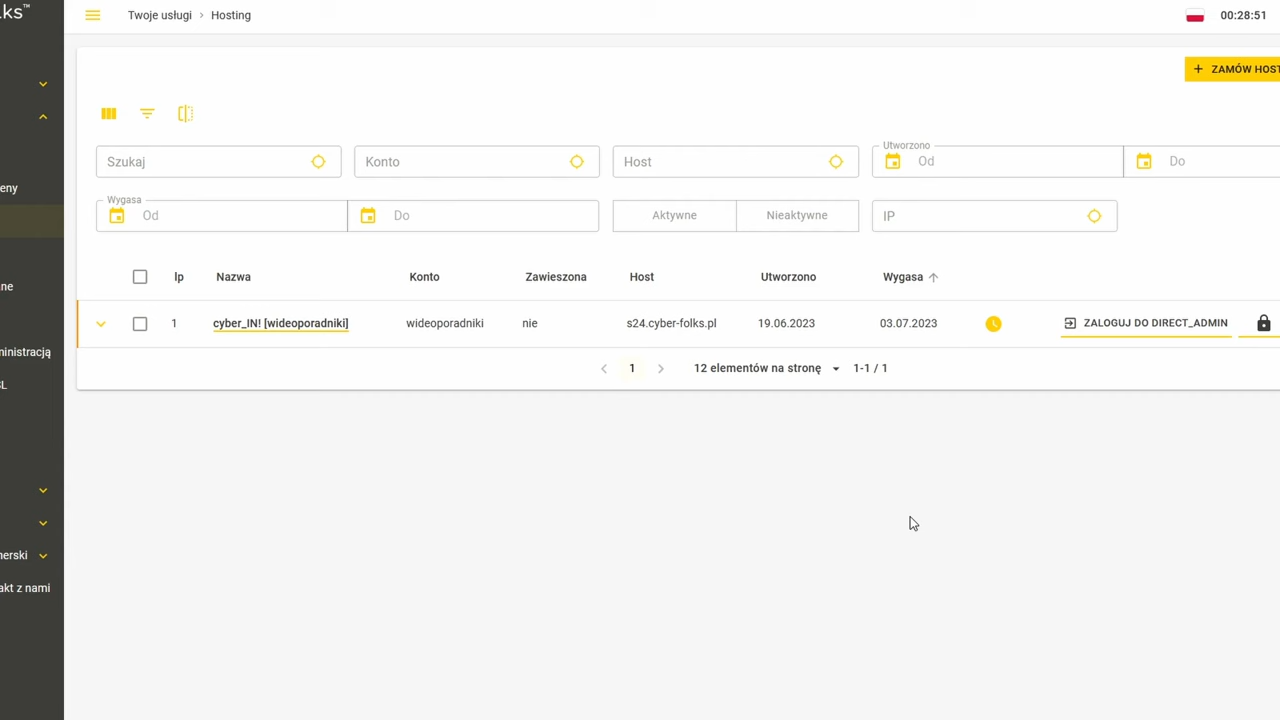 lks™
Twoje usługi › Hosting
00:28:51
+ ZAMÓW HOST
Szukaj
Konto
Host
Utworzono
Od
Do
Wygasa
Od
Do
Aktywne
Nieaktywne
IP
eny
ne
ministracją
SL
nerski
akt z nami
lp Nazwa Konto Zawieszona Host Utworzono Wygasa
1 cyber_IN! [wideoporadniki] wideoporadniki nie s24.cyber-folks.pl 19.06.2023 03.07.2023 ZALOGUJ DO DIRECT_ADMIN
1 12 elementów na stronę 1-1 / 1